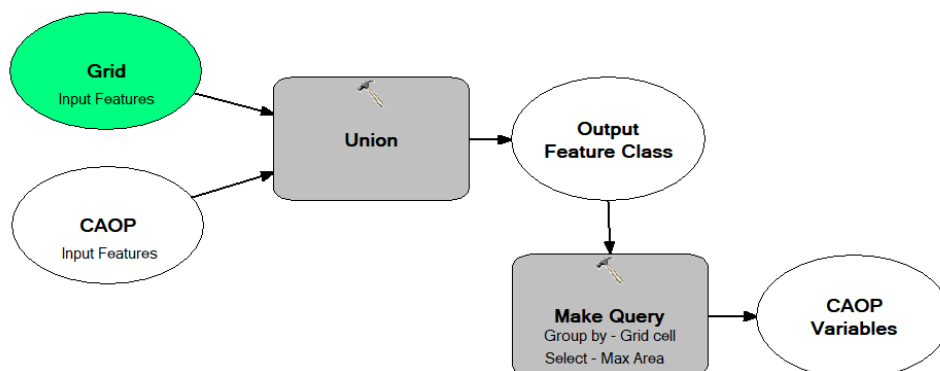 Grid
Input Features
Union
Output
Feature Class
CAOP
Input Features
Make Query
Group by - Grid cell
Select - Max Area
CAOP
Variables